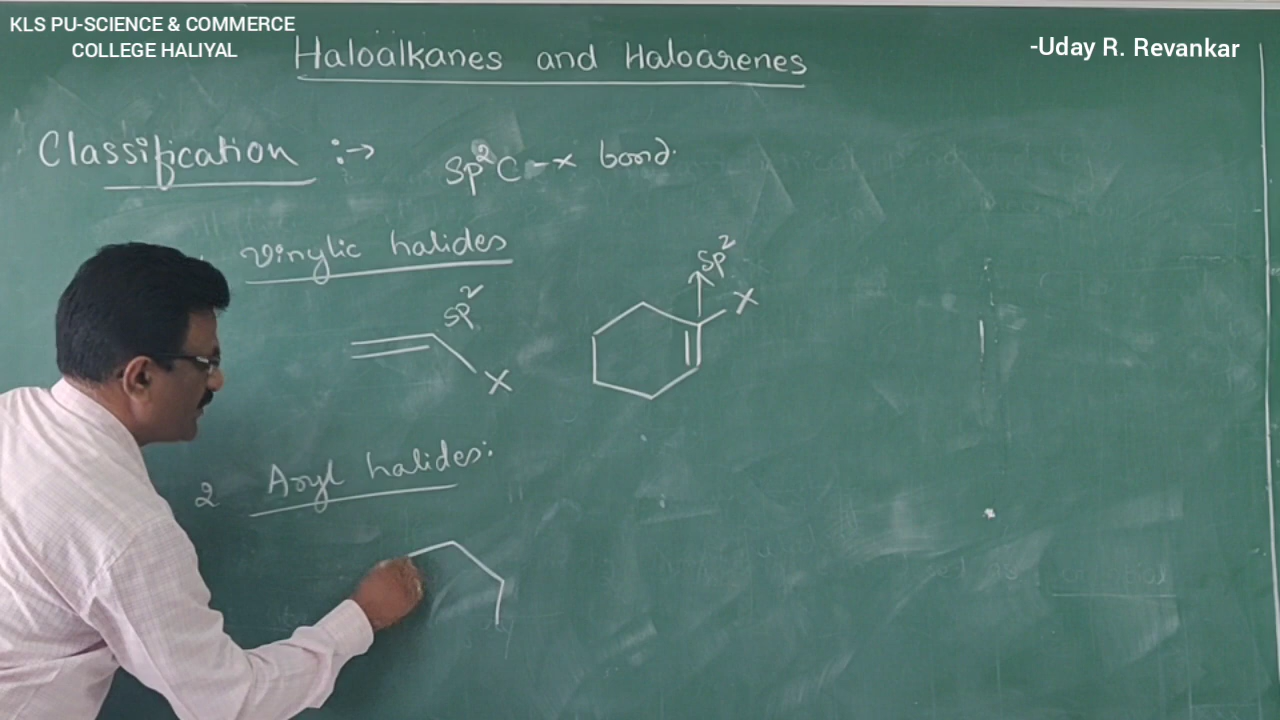 KLS PU-SCIENCE & COMMERCE
COLLEGE HALIYAL
-Uday R. Revankar
Haloalkanes and Haloarenes
Classification :→ Sp²C-x bond.
Vinylic halides
Sp²
X
Sp²
X
2 Aryl halides: